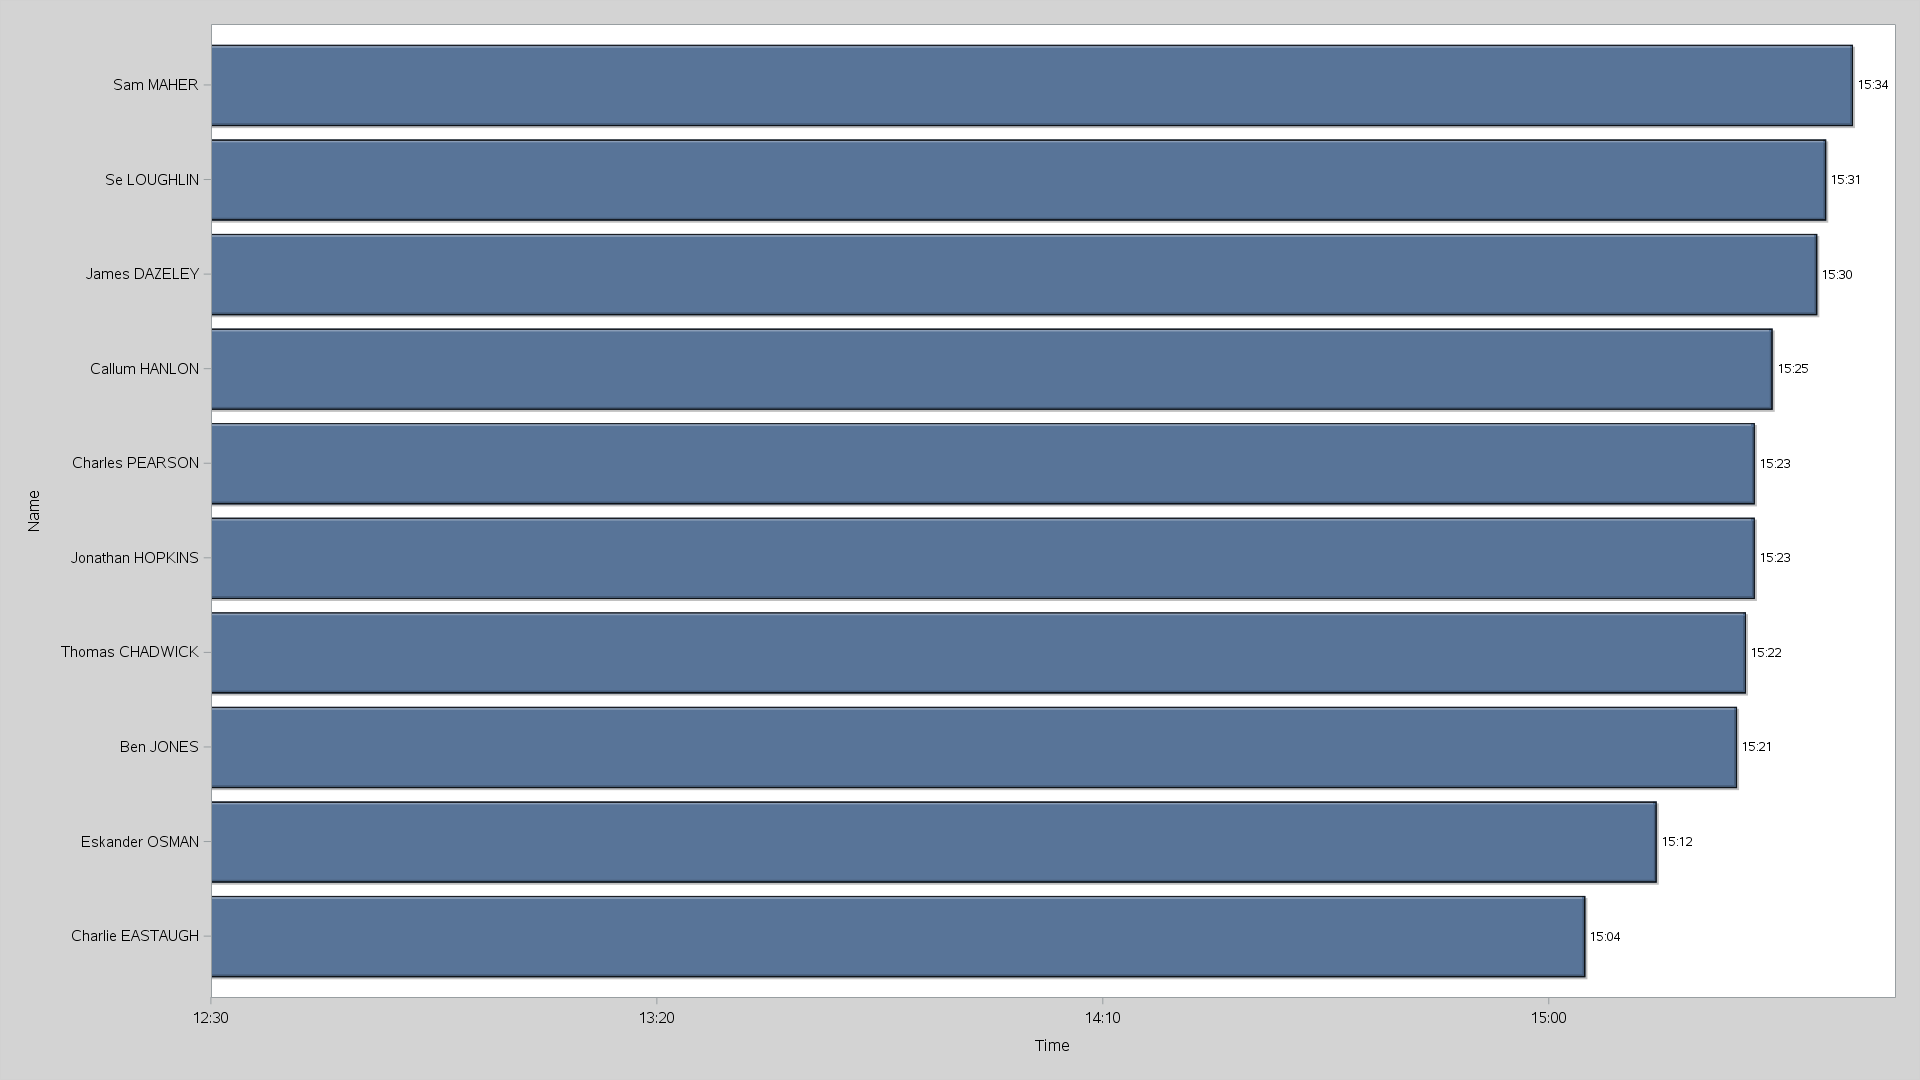 Sam MAHER 15:34
Se LOUGHLIN 15:31
James DAZELEY 15:30
Callum HANLON 15:25
Charles PEARSON 15:23
Jonathan HOPKINS 15:23
Thomas CHADWICK 15:22
Ben JONES 15:21
Eskander OSMAN 15:12
Charlie EASTAUGH 15:04
Name
12:30 13:20 14:10 15:00
Time